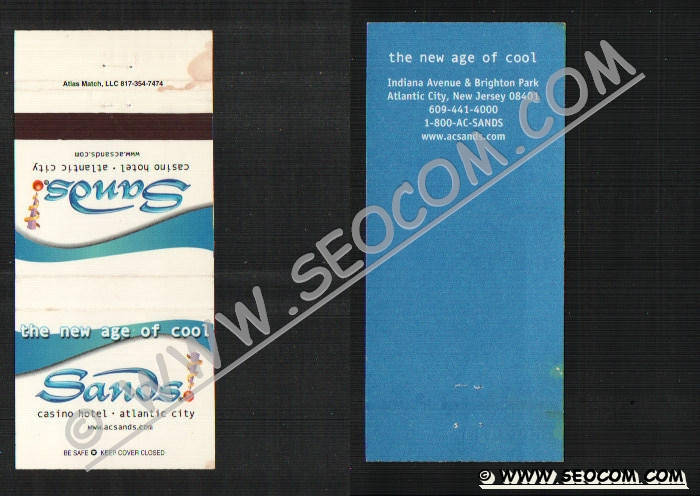 Atlas Match, LLC 817-354-7474
www.acsands.com
casino hotel • atlantic city
Sands
the new age of cool
Sands
casino hotel • atlantic city
www.acsands.com
BE SAFE ✪ KEEP COVER CLOSED
the new age of cool
Indiana Avenue & Brighton Park
Atlantic City, New Jersey 08401
609-441-4000
1-800-AC-SANDS
www.acsands.com
© WWW.SEOCOM.COM
© WWW.SEOCOM.COM